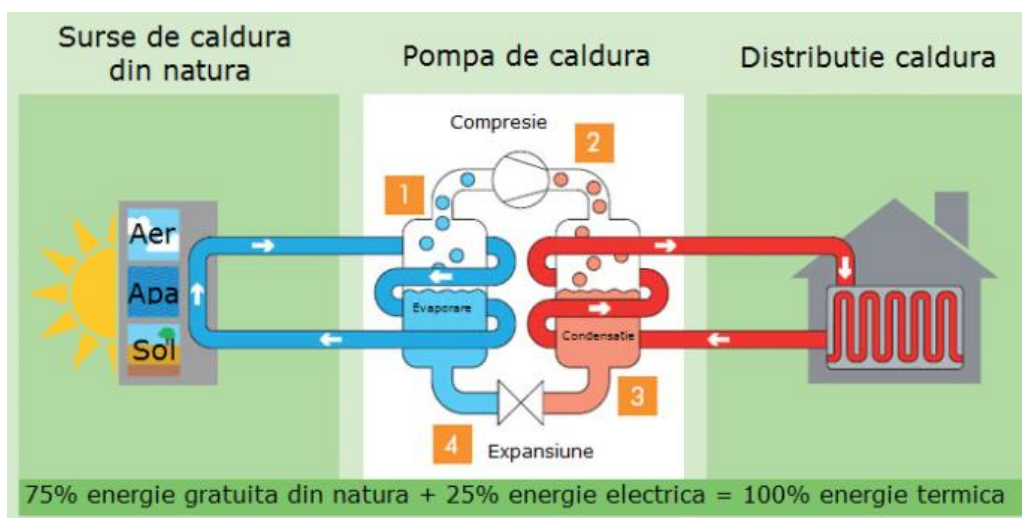 Surse de caldura
din natura
Pompa de caldura
Distributie caldura
Compresie
2
1
Aer
Apa
Sol
Evaporare
Condensatie
3
4
Expansiune
75% energie gratuita din natura + 25% energie electrica = 100% energie termica